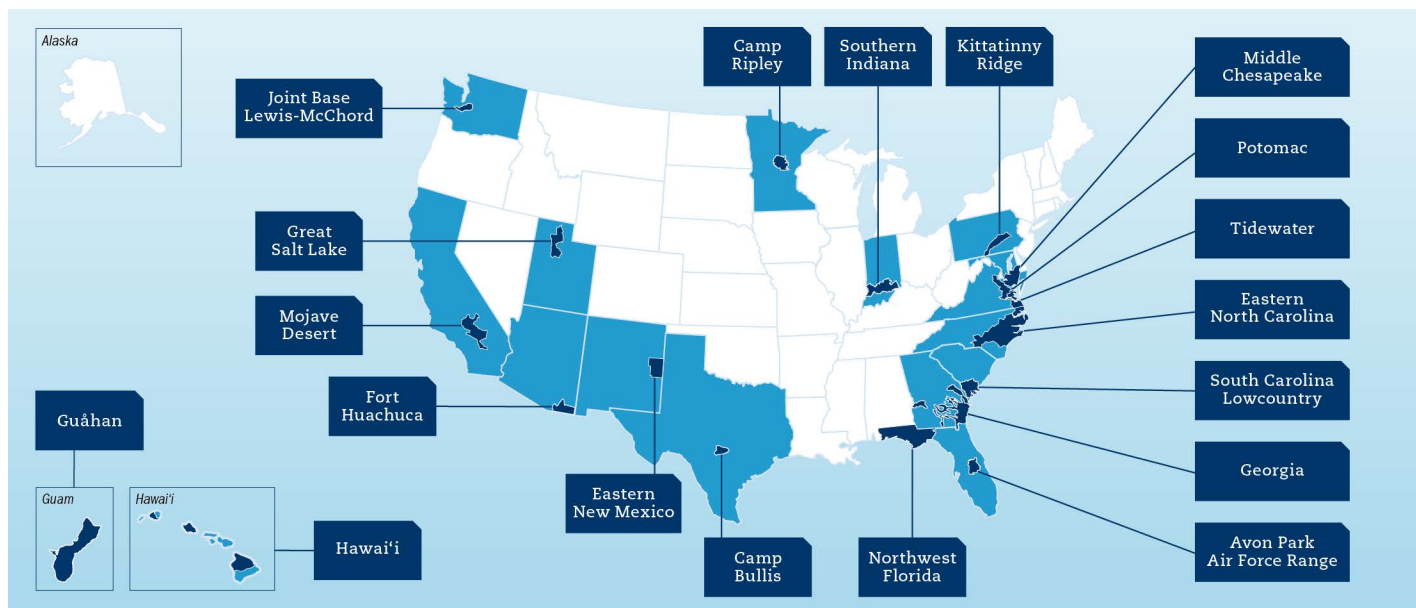 Alaska
Joint Base
Lewis-McChord
Camp
Ripley
Southern
Indiana
Kittatinny
Ridge
Middle
Chesapeake
Potomac
Great
Salt Lake
Tidewater
Mojave
Desert
Eastern
North Carolina
Fort
Huachuca
South Carolina
Lowcountry
Guåhan
Georgia
Guam
Hawai‘i
Hawai‘i
Eastern
New Mexico
Camp
Bullis
Northwest
Florida
Avon Park
Air Force Range